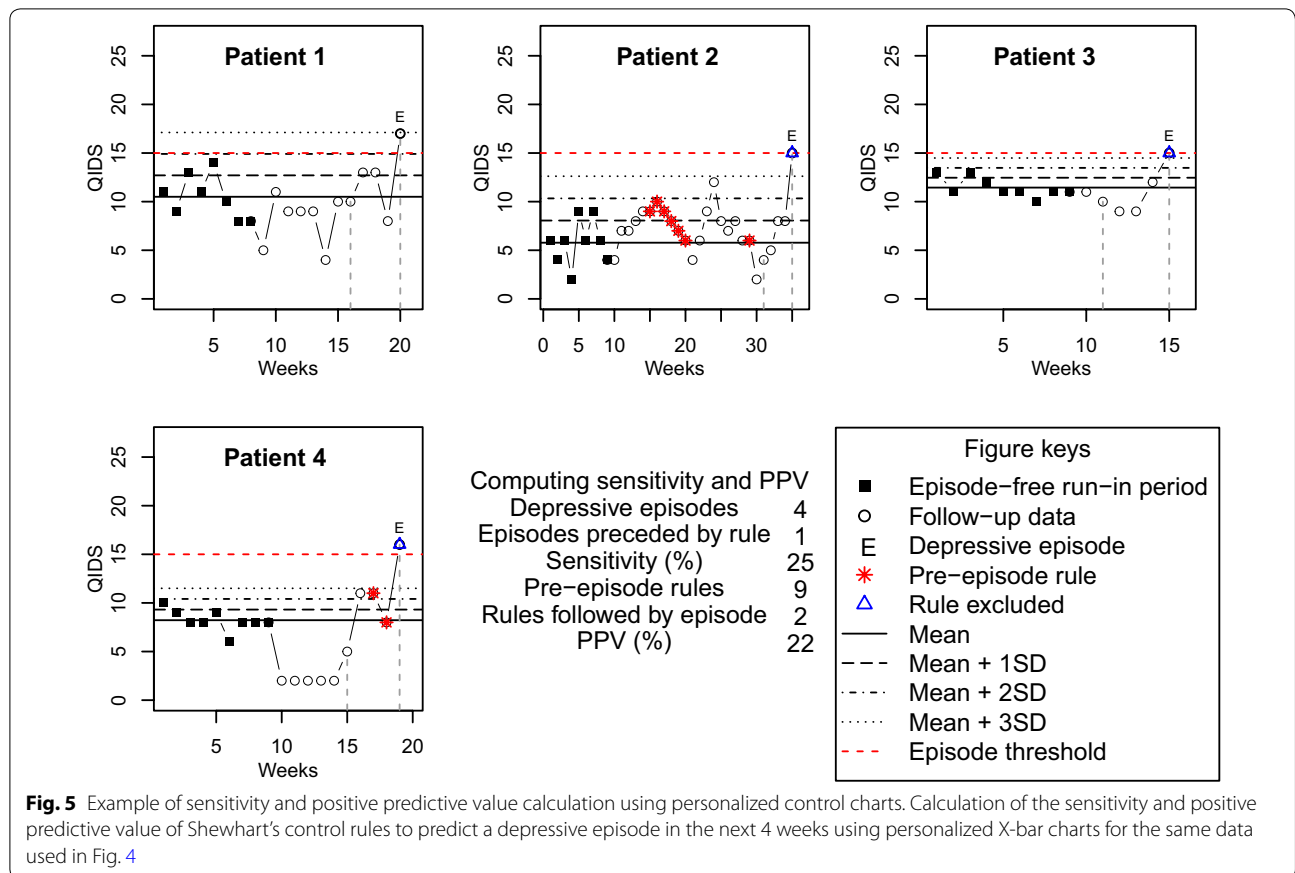 Patient 1
QIDS
0 5 10 15 20 25
E
5 10 15 20
Weeks
Patient 2
QIDS
0 5 10 15 20 25
E
0 5 10 20 30
Weeks
Patient 3
QIDS
0 5 10 15 20 25
E
5 10 15
Weeks
Patient 4
QIDS
0 5 10 15 20 25
E
5 10 15 20
Weeks
Computing sensitivity and PPV
Depressive episodes 4
Episodes preceded by rule 1
Sensitivity (%) 25
Pre−episode rules 9
Rules followed by episode 2
PPV (%) 22
Figure keys
Episode−free run−in period
Follow−up data
E Depressive episode
Pre−episode rule
Rule excluded
Mean
Mean + 1SD
Mean + 2SD
Mean + 3SD
Episode threshold
Fig. 5 Example of sensitivity and positive predictive value calculation using personalized control charts. Calculation of the sensitivity and positive
predictive value of Shewhart's control rules to predict a depressive episode in the next 4 weeks using personalized X-bar charts for the same data
used in Fig. 4